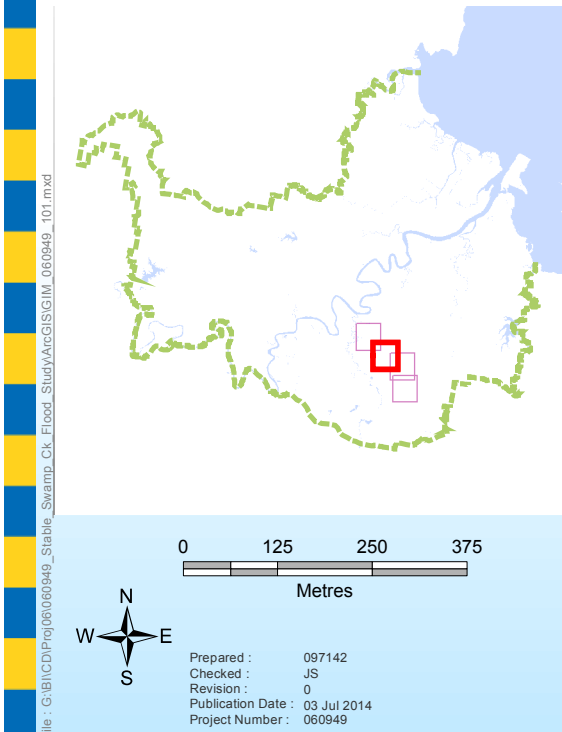 ile : G:\BI\CD\Proj06\060949_Stable_Swamp_Ck_Flood_Study\ArcGIS\GIM_060949_101.mxd
0 125 250 375
Metres
N
W E
S
Prepared : 097142
Checked : JS
Revision : 0
Publication Date : 03 Jul 2014
Project Number : 060949